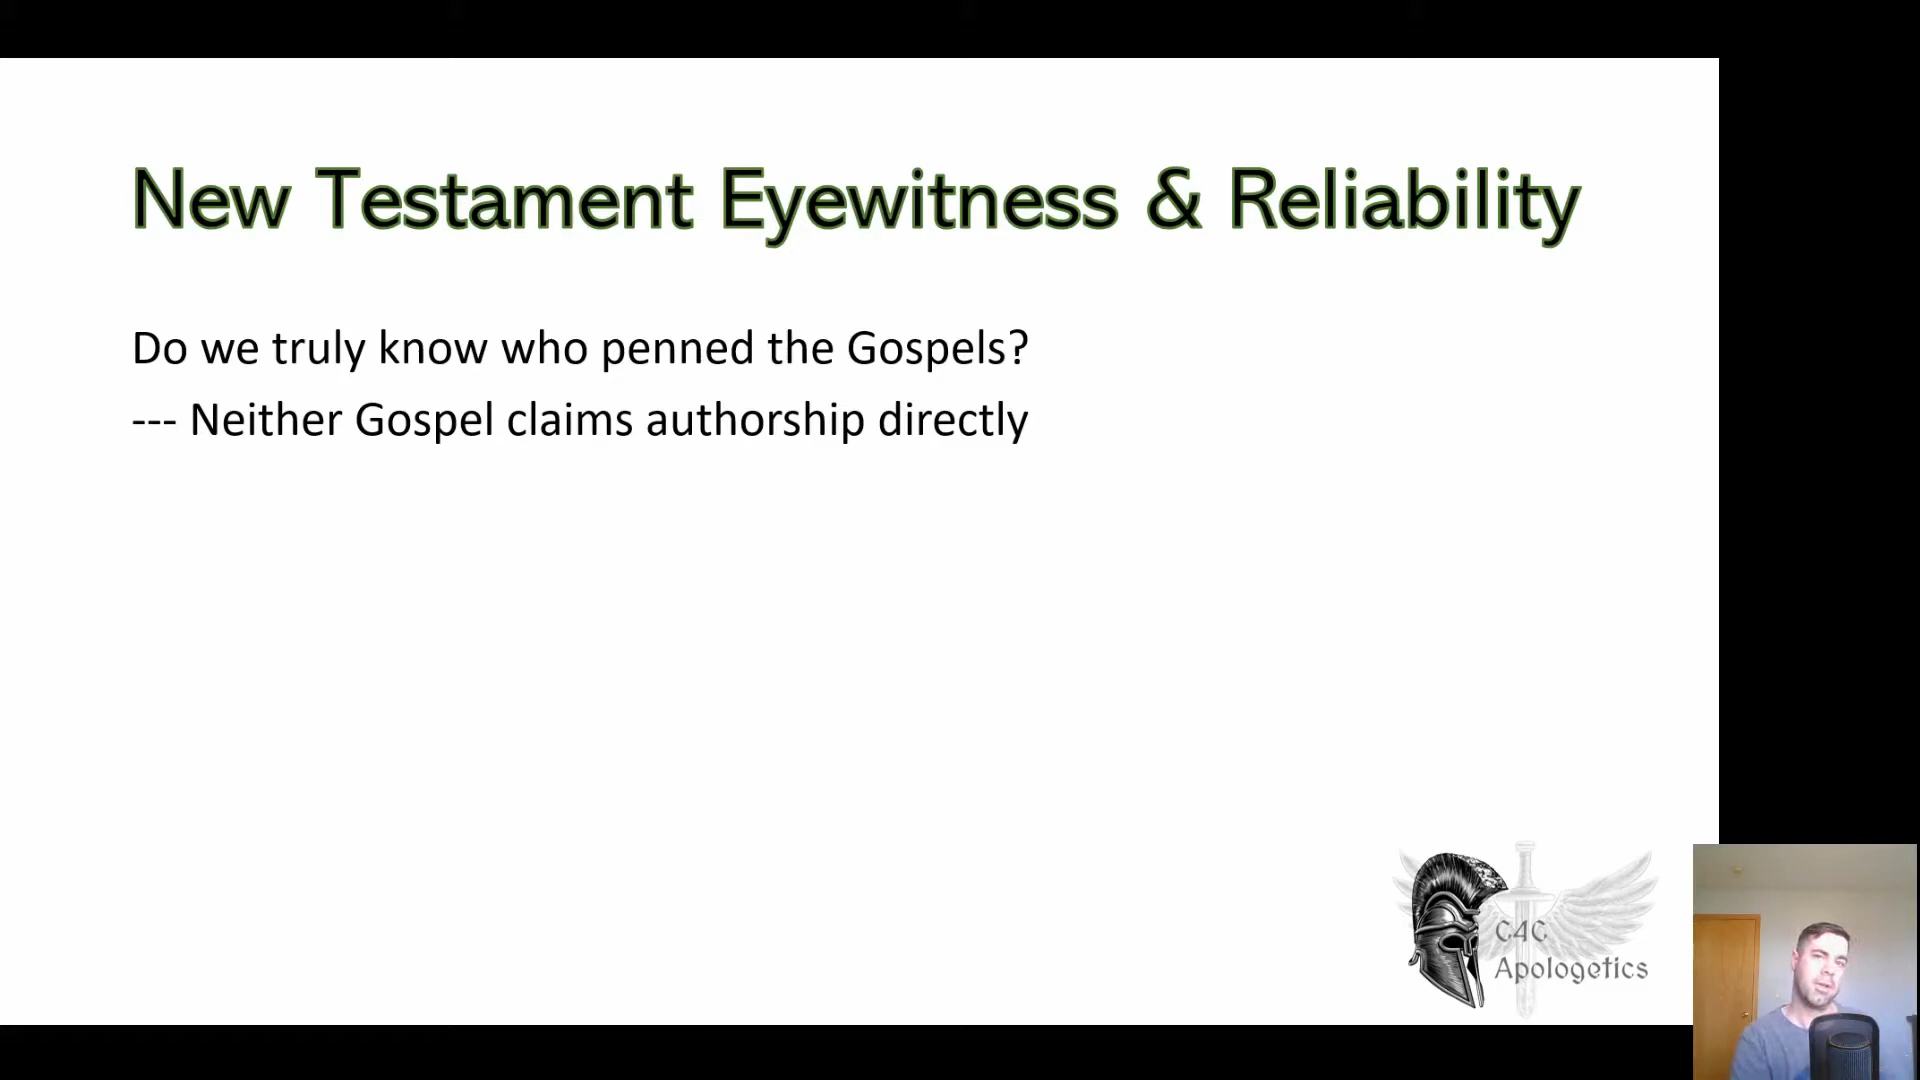 New Testament Eyewitness & Reliability
Do we truly know who penned the Gospels?
--- Neither Gospel claims authorship directly
C4C
Apologetics